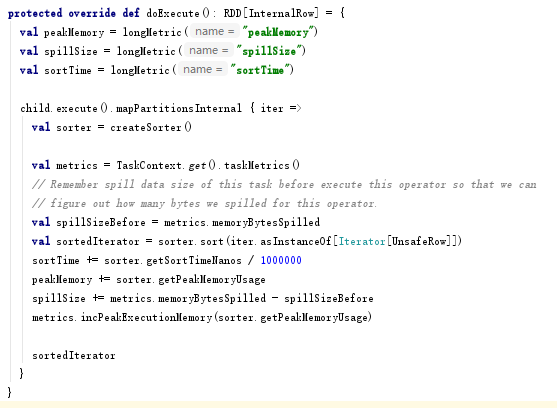 protected override def doExecute(): RDD[InternalRow] = {
  val peakMemory = longMetric( name = "peakMemory")
  val spillSize = longMetric( name = "spillSize")
  val sortTime = longMetric( name = "sortTime")
  child.execute().mapPartitionsInternal { iter =>
    val sorter = createSorter()
    val metrics = TaskContext.get().taskMetrics()
    // Remember spill data size of this task before execute this operator so that we can
    // figure out how many bytes we spilled for this operator.
    val spillSizeBefore = metrics.memoryBytesSpilled
    val sortedIterator = sorter.sort(iter.asInstanceOf[Iterator[UnsafeRow]])
    sortTime += sorter.getSortTimeNanos / 1000000
    peakMemory += sorter.getPeakMemoryUsage
    spillSize += metrics.memoryBytesSpilled - spillSizeBefore
    metrics.incPeakExecutionMemory(sorter.getPeakMemoryUsage)
    sortedIterator
  }
}